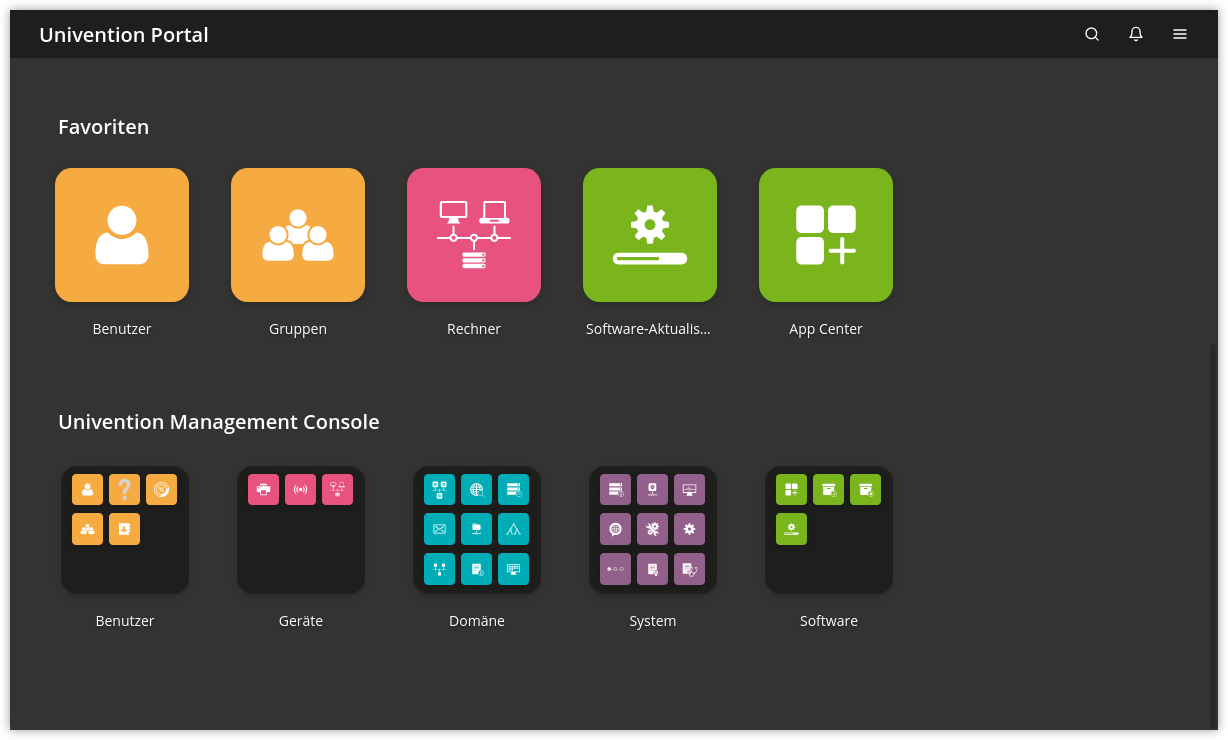 Univention Portal
Favoriten
Benutzer
Gruppen
Rechner
Software-Aktualis...
App Center
Univention Management Console
Benutzer
Geräte
Domäne
System
Software